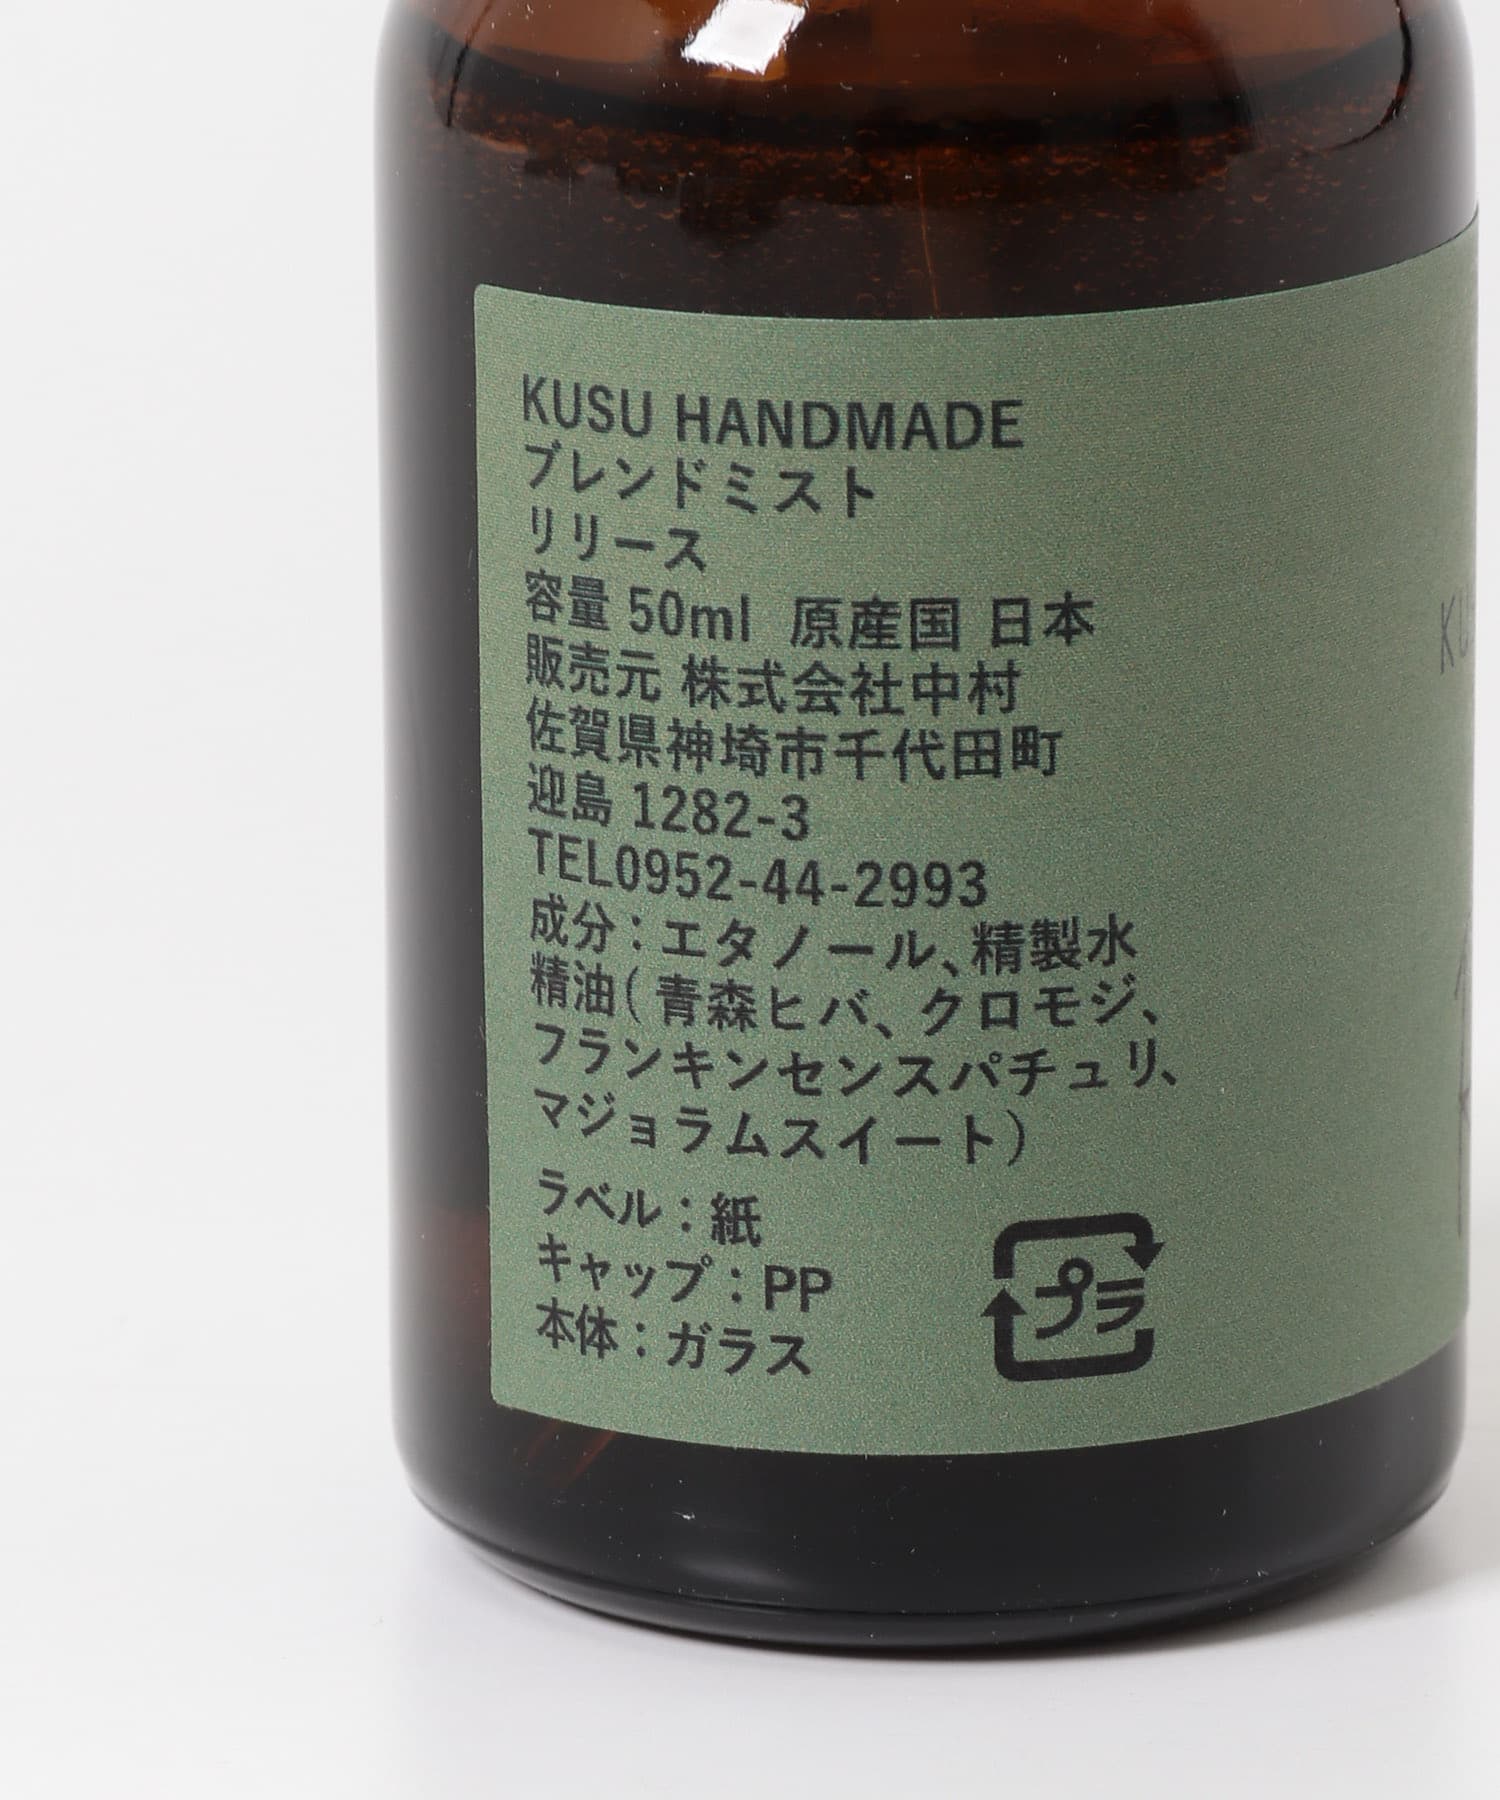 KUSU HANDMADE
ブレンドミスト
リリース
容量 50ml 原産国 日本
販売元 株式会社中村
佐賀県神埼市千代田町
迎島 1282-3
TEL0952-44-2993
成分：エタノール、精製水
精油( 青森ヒバ、クロモジ、
フランキンセンスパチュリ、
マジョラムスイート）
ラベル：紙
キャップ：PP
本体：ガラス
プラ